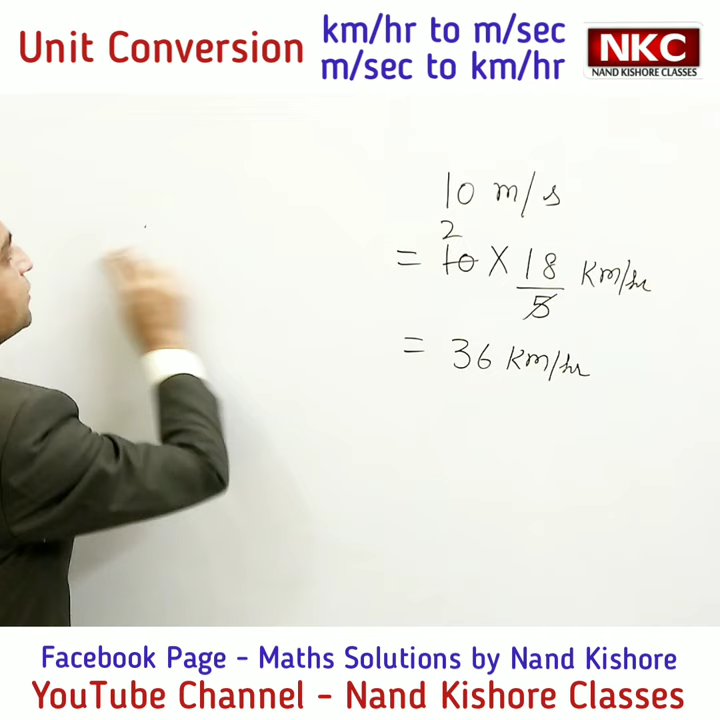 Unit Conversion
km/hr to m/sec
m/sec to km/hr
NKC
NAND KISHORE CLASSES
10 m/s
2
= 10 X 18/5 Km/hr
= 36 Km/hr
Facebook Page - Maths Solutions by Nand Kishore
YouTube Channel - Nand Kishore Classes